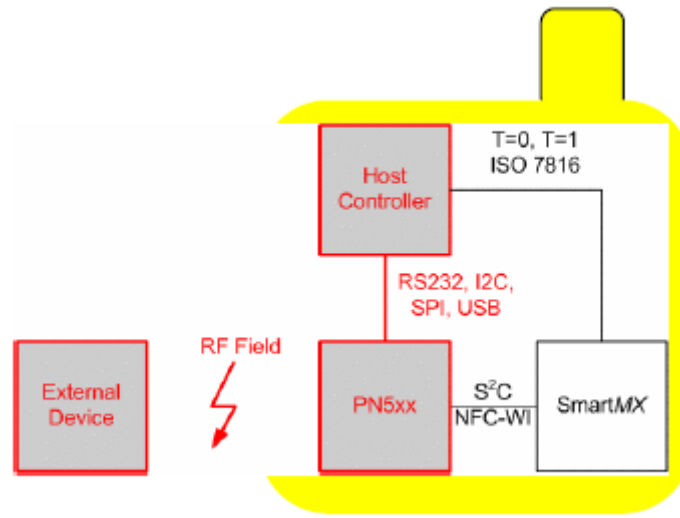 T=0, T=1
ISO 7816
Host
Controller
RS232, I2C,
SPI, USB
RF Field
External
Device
PN5xx
S²C
NFC-WI
SmartMX